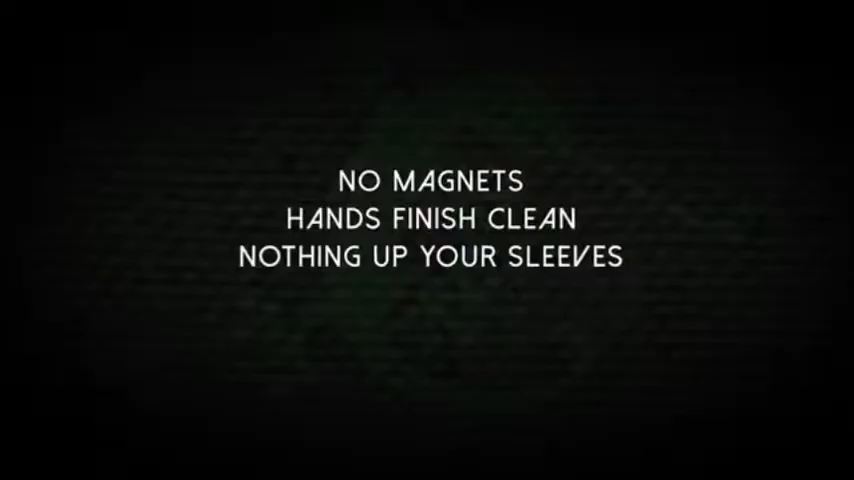 NO MAGNETS
HANDS FINISH CLEAN
NOTHING UP YOUR SLEEVES